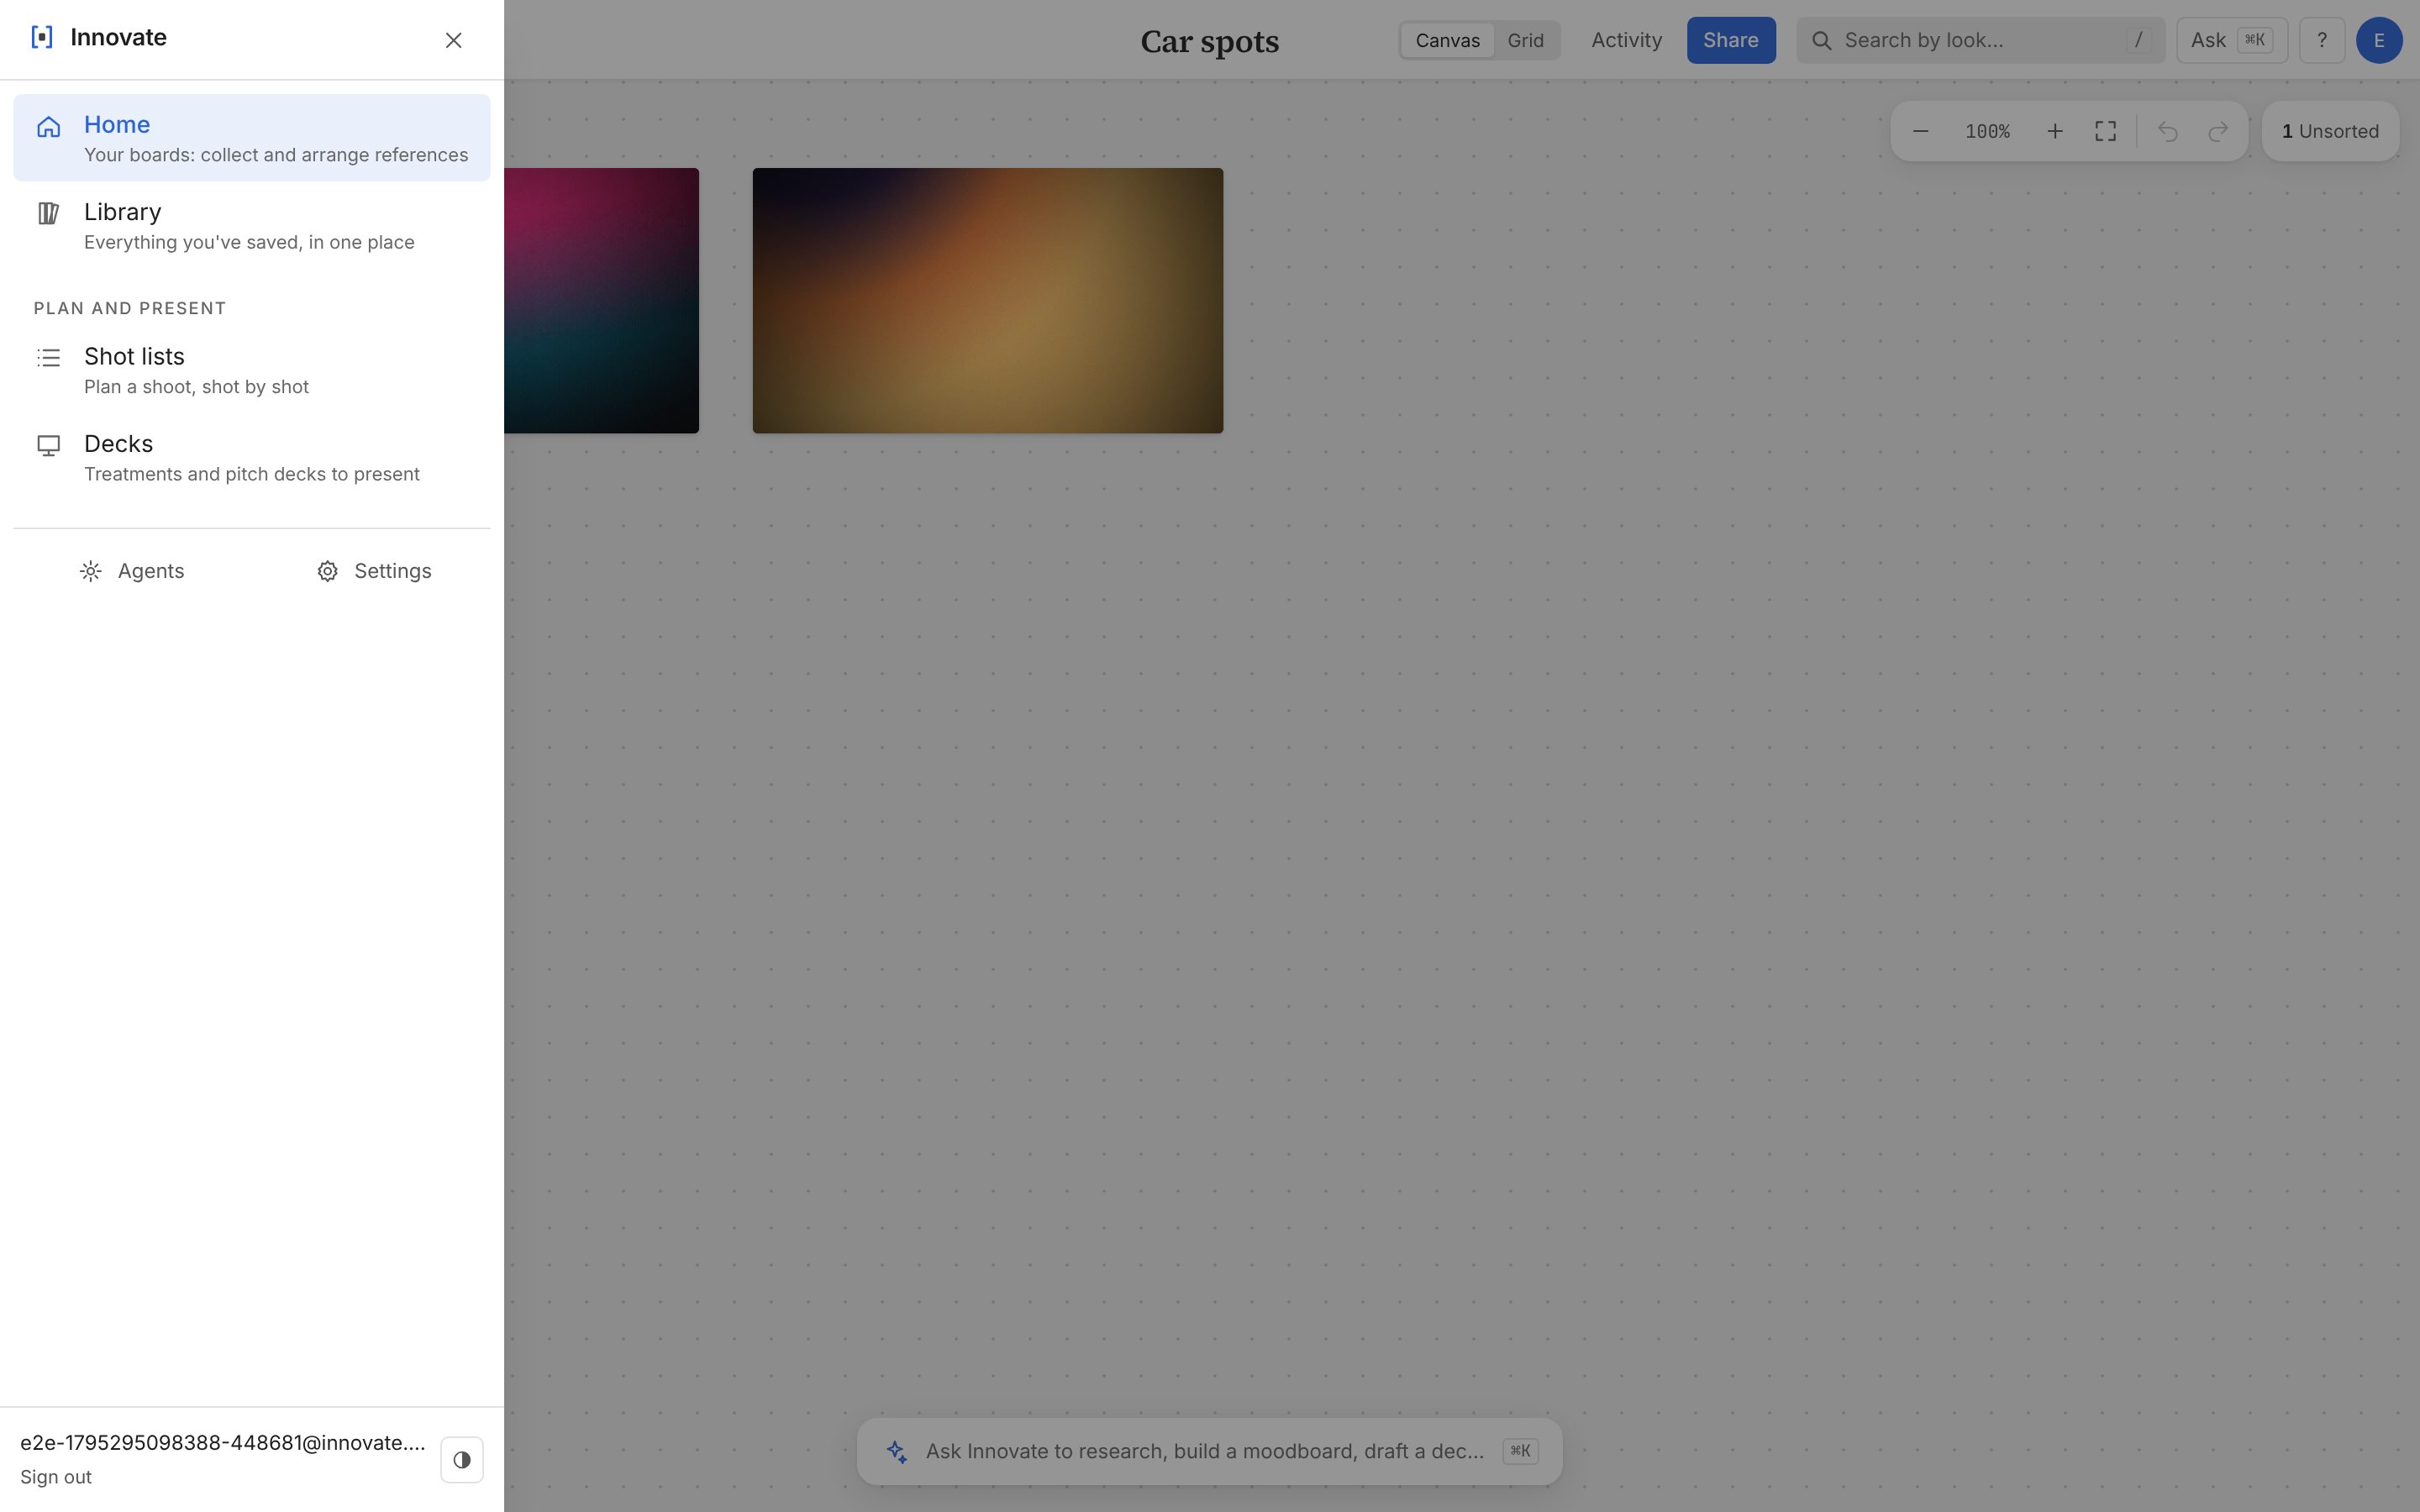 Innovate
Car spots
Canvas
Grid
Activity
Share
Search by look...
/
Ask
⌘K
?
E
Home
Your boards: collect and arrange references
100%
1 Unsorted
Library
Everything you've saved, in one place
PLAN AND PRESENT
Shot lists
Plan a shoot, shot by shot
Decks
Treatments and pitch decks to present
Agents
Settings
e2e-1795295098388-448681@innovate....
Sign out
Ask Innovate to research, build a moodboard, draft a dec...
⌘K